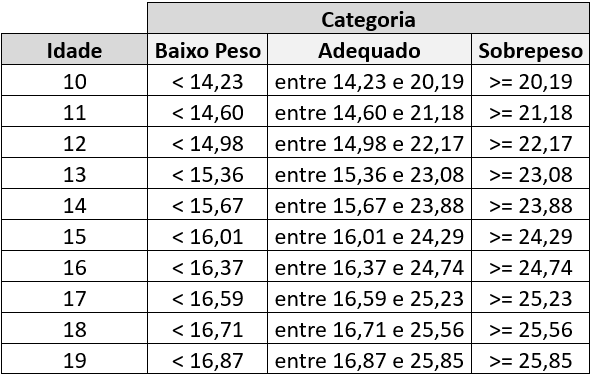 Categoria
Idade Baixo Peso Adequado Sobrepeso
10 < 14,23 entre 14,23 e 20,19 >= 20,19
11 < 14,60 entre 14,60 e 21,18 >= 21,18
12 < 14,98 entre 14,98 e 22,17 >= 22,17
13 < 15,36 entre 15,36 e 23,08 >= 23,08
14 < 15,67 entre 15,67 e 23,88 >= 23,88
15 < 16,01 entre 16,01 e 24,29 >= 24,29
16 < 16,37 entre 16,37 e 24,74 >= 24,74
17 < 16,59 entre 16,59 e 25,23 >= 25,23
18 < 16,71 entre 16,71 e 25,56 >= 25,56
19 < 16,87 entre 16,87 e 25,85 >= 25,85